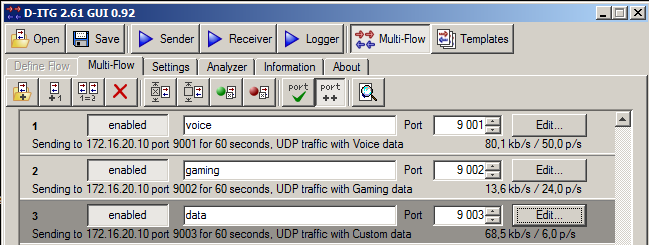 D-ITG 2.61 GUI 0.92
Open Save Sender Receiver Logger Multi-Flow Templates
Define Flow Multi-Flow Settings Analyzer Information About
+1 1=2 port port ++
1 enabled voice Port 9 001 Edit...
Sending to 172.16.20.10 port 9001 for 60 seconds, UDP traffic with Voice data 80,1 kb/s / 50,0 p/s
2 enabled gaming Port 9 002 Edit...
Sending to 172.16.20.10 port 9002 for 60 seconds, UDP traffic with Gaming data 13,6 kb/s / 24,0 p/s
3 enabled data Port 9 003 Edit...
Sending to 172.16.20.10 port 9003 for 60 seconds, UDP traffic with Custom data 68,5 kb/s / 6,0 p/s